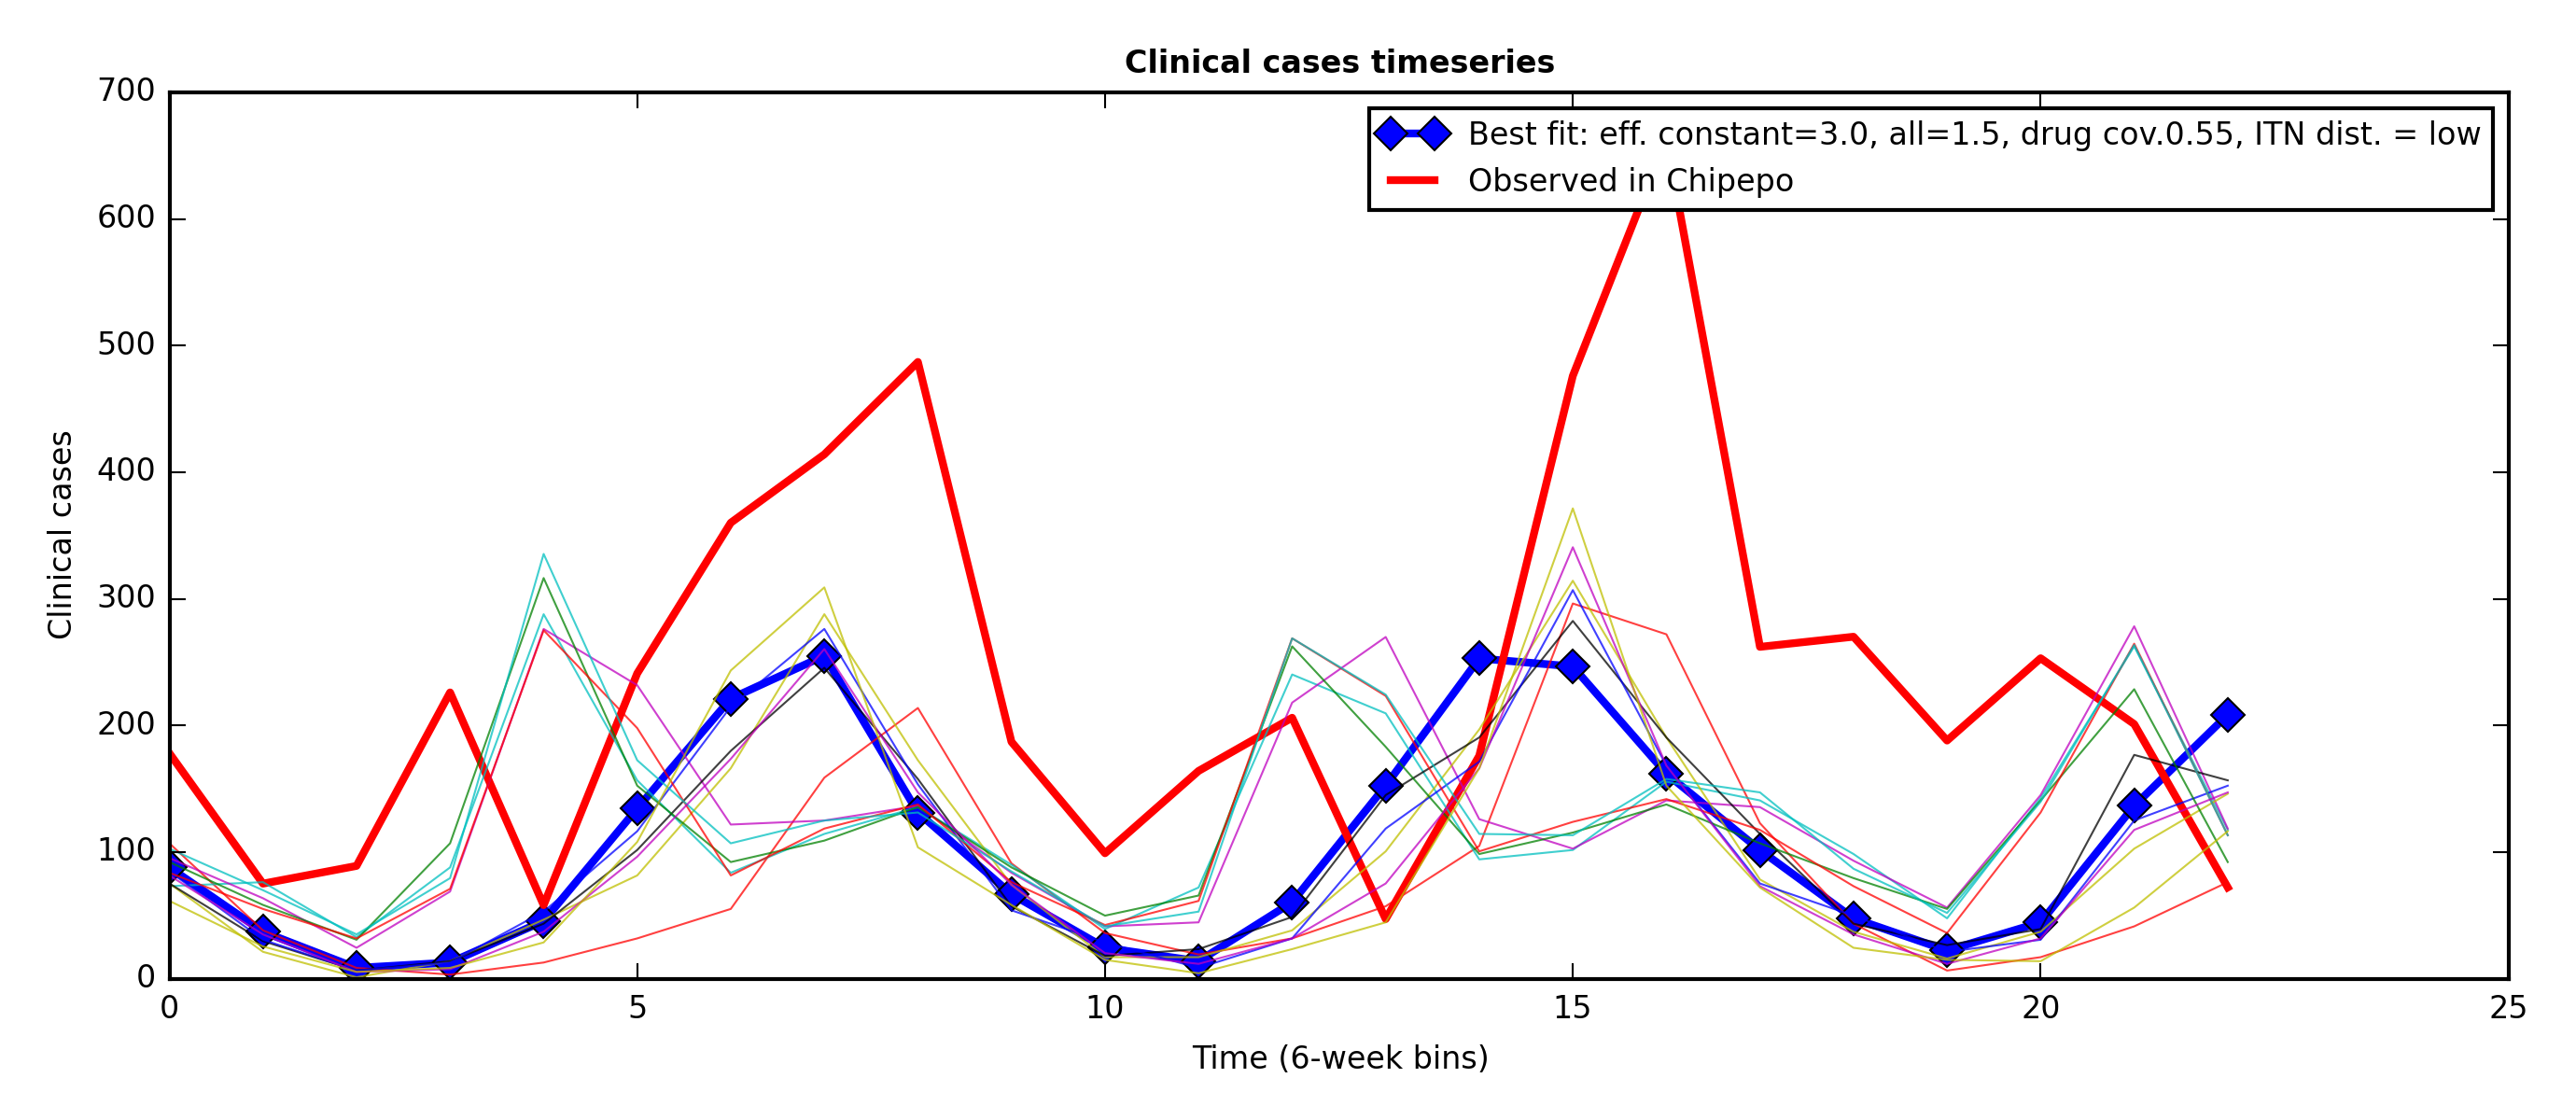 Clinical cases timeseries
700
600
500
400
300
200
100
0
Clinical cases
Best fit: eff. constant=3.0, all=1.5, drug cov.0.55, ITN dist. = low
Observed in Chipepo
0 5 10 15 20 25
Time (6-week bins)